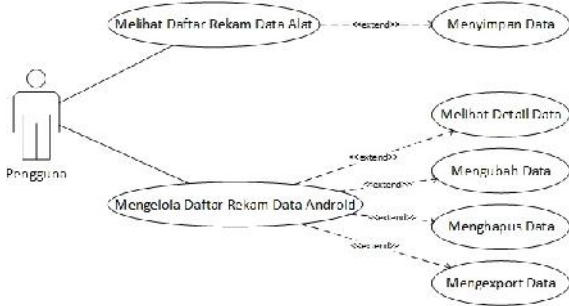 Melihat Daftar Rekam Data Alat
<<extend>>
Menyimpan Data
Pengguna
Melihat Detail Data
<<extend>>
Mengubah Data
<<extend>>
Mengelola Daftar Rekam Data Android
<<extend>>
Menghapus Data
<<extend>>
Mengexport Data